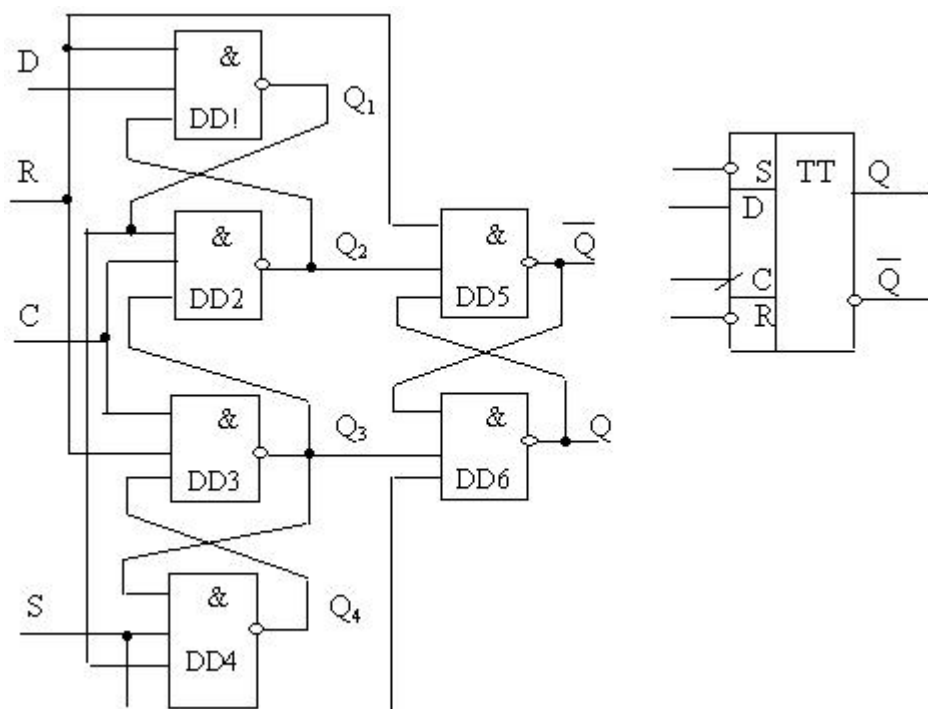 D
R
C
S
&
DD!
Q₁
&
DD2
Q₂
&
DD3
Q₃
&
DD4
Q₄
&
DD5
Q̅
&
DD6
Q
S
TT
Q
D
C
Q̅
R